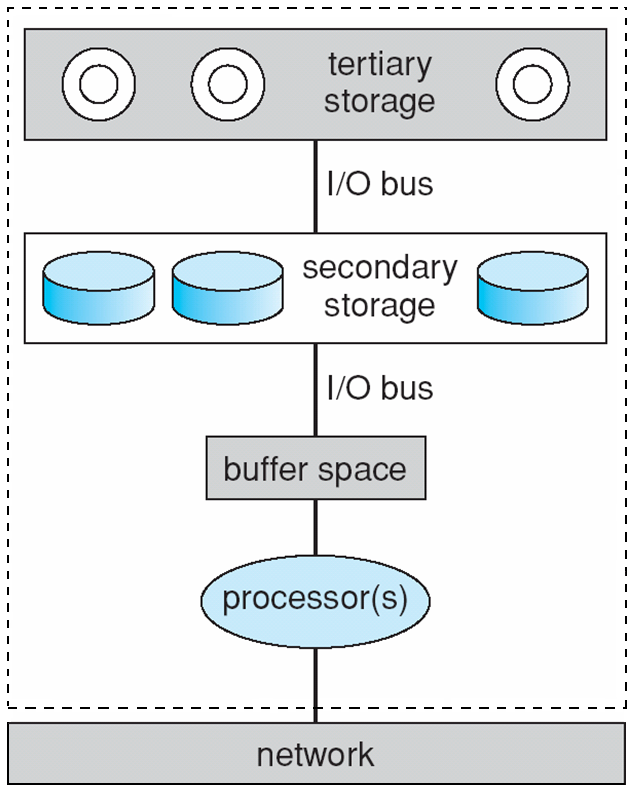 tertiary
storage
I/O bus
secondary
storage
I/O bus
buffer space
processor(s)
network